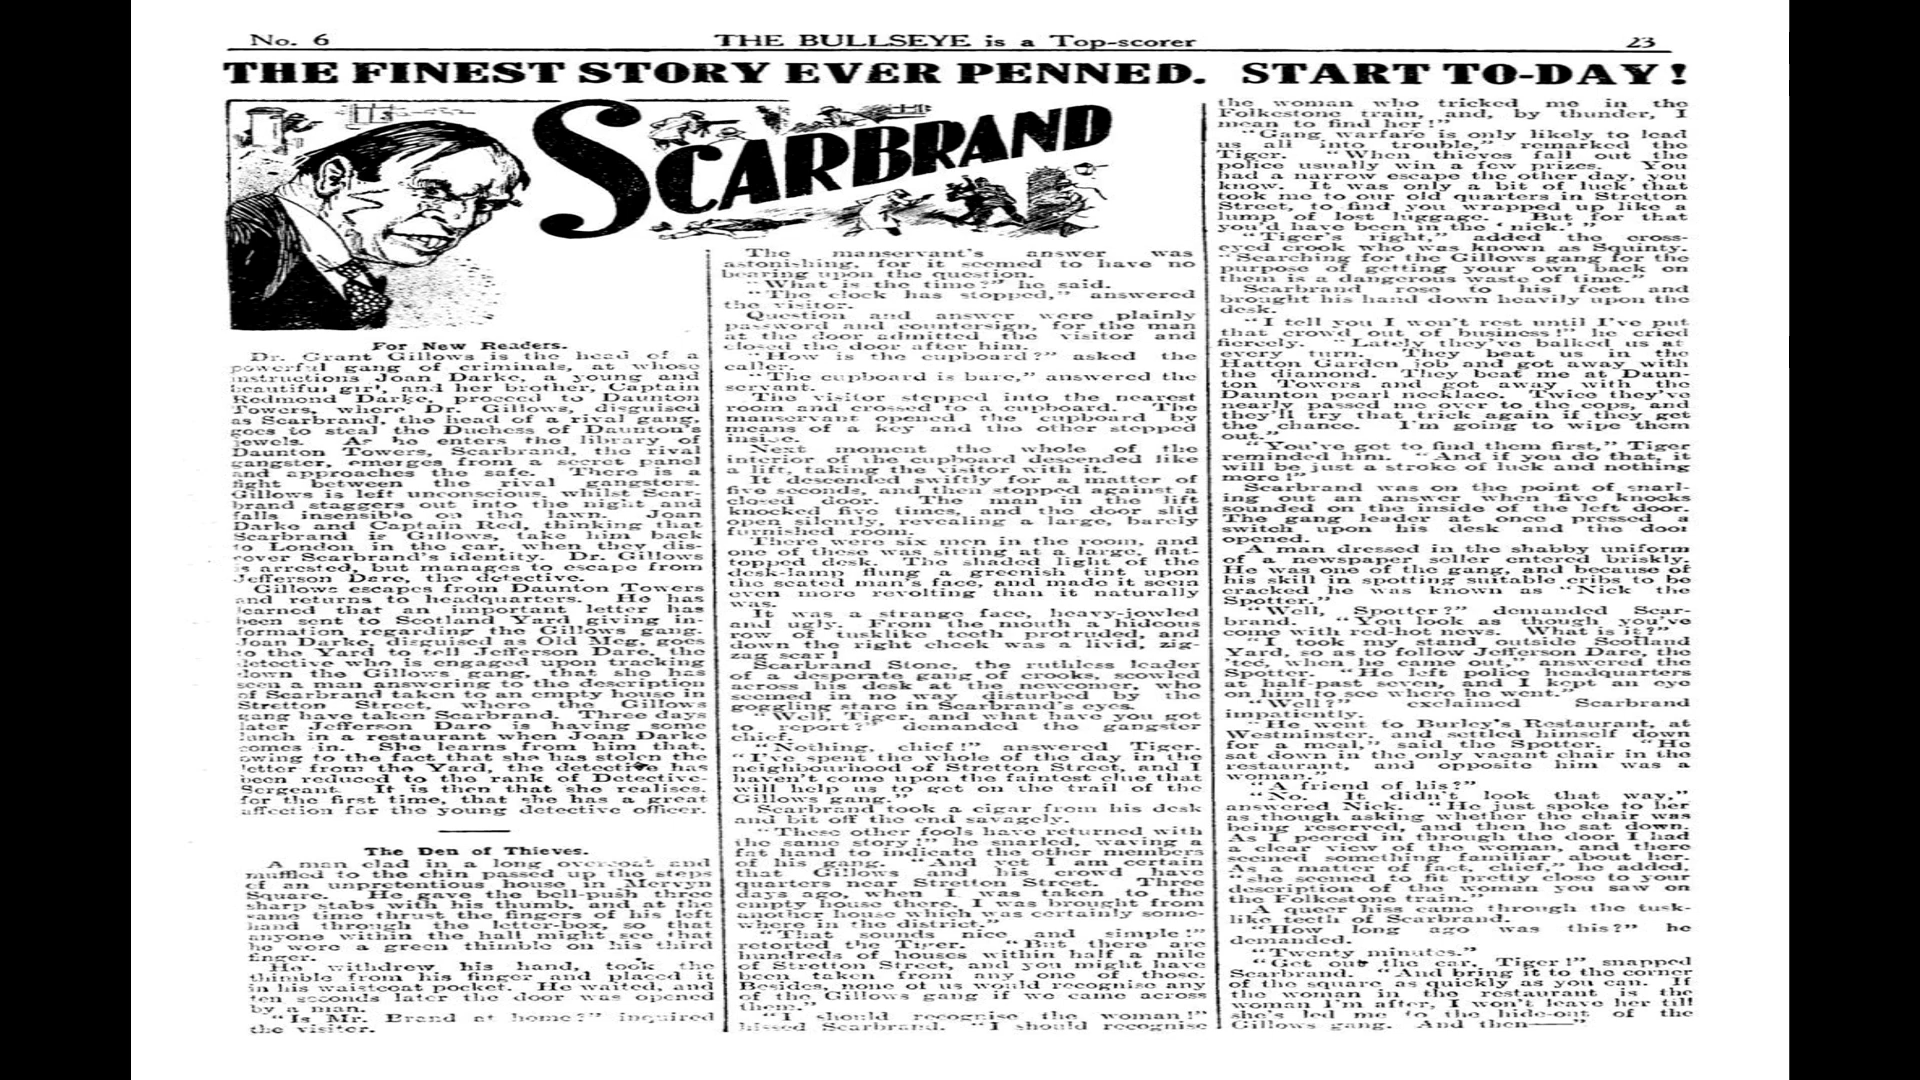 No. 6
THE BULLSEYE is a Top-scorer
23
THE FINEST STORY EVER PENNED. START TO-DAY!
SCARBRAND
For New Readers.
Dr. Grant Gillows is the head of a
powerful gang of criminals, at whose
instructions Joan Darke, a young and
beautiful girl, and her brother, Captain
Redmond Darke, proceed to Daunton
Towers, where Dr. Gillows, disguised
as Scarbrand, the head of a rival gang,
goes to steal the Duchess of Daunton's
jewels. As he enters the library of
Daunton Towers, Scarbrand, the rival
gangster, emerges from a secret panel
and approaches the safe. There is a
fight between the rival gangsters.
Gillows is left unconscious, whilst Scar-
brand staggers out into the night and
falls insensible on the lawn. Joan
Darke and Captain Red, thinking that
Scarbrand is Gillows, take him back
to London in the car, when they dis-
cover Scarbrand's identity. Dr. Gillows
is arrested, but manages to escape from
Jefferson Dare, the detective.
Gillows escapes from Daunton Towers
and returns to headquarters. He has
learned that an important letter has
been sent to Scotland Yard giving in-
formation regarding the Gillows gang.
Joan Darke, disguised as Old Meg, goes
to the Yard to tell Jefferson Dare, the
detective who is engaged upon tracking
down the Gillows gang, that she has
seen a man answering to the description
of Scarbrand taken to an empty house in
Stretton Street, where the Gillows
gang have taken Scarbrand. Three days
later Jefferson Dare is having some
lunch in a restaurant when Joan Darke
comes in. She learns from him that,
owing to the fact that she has stolen the
letter from the Yard, the detective has
been reduced to the rank of Detective-
Sergeant. It is then that she realises,
for the first time, that she has a great
affection for the young detective officer.
The Den of Thieves.
A man clad in a long overcoat and
muffled to the chin passed up the steps
of an unpretentious house in Mervyn
Square. He gave the bell-push three
sharp stabs with his thumb, and at the
same time thrust the fingers of his left
hand through the letter-box, so that
anyone within the hall might see that
he wore a green thimble on his third
finger.
He withdrew his hand, took the
thimble from his finger and placed it
in his waistcoat pocket. He waited, and
ten seconds later the door was opened
by a man.
"Is Mr. Brand at home?" inquired
the visitor.
The manservant's answer was
astonishing, for it seemed to have no
bearing upon the question.
"What is the time?" he said.
"The clock has stopped," answered
the visitor.
Question and answer were plainly
password and countersign, for the man
at the door admitted the visitor and
closed the door after him.
"How is the cupboard?" asked the
caller.
"The cupboard is bare," answered the
servant.
The visitor stepped into the nearest
room and crossed to a cupboard. The
manservant opened the cupboard by
means of a key and the other stepped
inside.
Next moment the whole of the
interior of the cupboard descended like
a lift, taking the visitor with it.
It descended swiftly for a matter of
five seconds, and then stopped against a
closed door. The man in the lift
knocked five times, and the door slid
open silently, revealing a large, barely
furnished room.
There were six men in the room, and
one of these was sitting at a large, flat-
topped desk. The shaded light of the
desk-lamp flung a greenish tint upon
the seated man's face, and made it seem
even more revolting than it naturally
was.
It was a strange face, heavy-jowled
and ugly. From the mouth a hideous
row of tusklike teeth protruded, and
down the right cheek was a livid, zig-
zag scar!
Scarbrand Stone, the ruthless leader
of a desperate gang of crooks, scowled
across his desk at the newcomer, who
seemed in no way disturbed by the
goggling stare in Scarbrand's eyes.
"Well, Tiger, and what have you got
to report?" demanded the gangster
chief.
"Nothing, chief!" answered Tiger.
"I've spent the whole of the day in the
neighbourhood of Stretton Street, and I
haven't come upon the faintest clue that
will help us to get on the trail of the
Gillows gang."
Scarbrand took a cigar from his desk
and bit off the end savagely.
"These other fools have returned with
the same story!" he snarled, waving a
fat hand to indicate the other members
of his gang. "And yet I am certain
that Gillows and his crowd have
quarters near Stretton Street. Three
days ago, when I was taken to the
empty house there, I was brought from
another house which was certainly some-
where in the district."
"That sounds nice and simple!"
retorted the Tiger. "But there are
hundreds of houses within half a mile
of Stretton Street, and you might have
been taken from any one of those.
Besides, none of us would recognise any
of the Gillows gang if we came across
them."
"I should recognise the woman!"
hissed Scarbrand. "I should recognise
the woman who tricked me in the
Folkestone train, and, by thunder, I
mean to find her!"
"Gang warfare is only likely to lead
us all into trouble," remarked the
Tiger. "When thieves fall out the
police usually win a few prizes. You
had a narrow escape the other day, you
know. It was only a bit of luck that
took me to our old quarters in Stretton
Street, to find you wrapped up like a
lump of lost luggage. But for that
you'd have been in the 'nick.'"
"Tiger's right," added the cross-
eyed crook who was known as Squinty.
"Searching for the Gillows gang for the
purpose of getting your own back on
them is a dangerous waste of time."
Scarbrand rose to his feet and
brought his hand down heavily upon the
desk.
"I tell you I won't rest until I've put
that crowd out of business!" he cried
fiercely. "Lately they've balked us at
every turn. They beat us in the
Hatton Garden job and got away with
the diamond. They beat me at Daun-
ton Towers and got away with the
Daunton pearl necklace. Twice they've
nearly passed me over to the cops, and
they'll try that trick again if they get
the chance. I'm going to wipe them
out."
"You've got to find them first," Tiger
reminded him. "And if you do that, it
will be just a stroke of luck and nothing
more!"
Scarbrand was on the point of snarl-
ing out an answer when five knocks
sounded on the inside of the left door.
The gang leader at once pressed a
switch upon his desk and the door
opened.
A man dressed in the shabby uniform
of a newspaper seller entered briskly.
He was one of the gang, and because of
his skill in spotting suitable cribs to be
cracked he was known as "Nick the
Spotter."
"Well, Spotter?" demanded Scar-
brand. "You look as though you've
come with red-hot news. What is it?"
"I took my stand outside Scotland
Yard, so as to follow Jefferson Dare, the
'tec, when he came out," answered the
Spotter. "He left police headquarters
at half-past seven, and I kept an eye
on him to see where he went."
"Well?" exclaimed Scarbrand
impatiently.
"He went to Burley's Restaurant, at
Westminster, and settled himself down
for a meal," said the Spotter. "He
sat down in the only vacant chair in the
restaurant, and opposite him was a
woman."
"A friend of his?"
"No. It didn't look that way,"
answered Nick. "He just spoke to her
as though asking whether the chair was
being reserved, and then he sat down.
As I peered in through the door I had
a clear view of the woman, and there
seemed something familiar about her.
As a matter of fact, chief," he added,
"she seemed to fit pretty close to your
description of the woman you saw on
the Folkestone train."
A queer hiss came through the tusk-
like teeth of Scarbrand.
"How long ago was this?" he
demanded.
"Twenty minutes."
"Get out the car, Tiger!" snapped
Scarbrand. "And bring it to the corner
of the square as quickly as you can. If
the woman in the restaurant is the
woman I'm after, I won't leave her till
she's led me to the hide-out of the
Gillows gang. And then——"